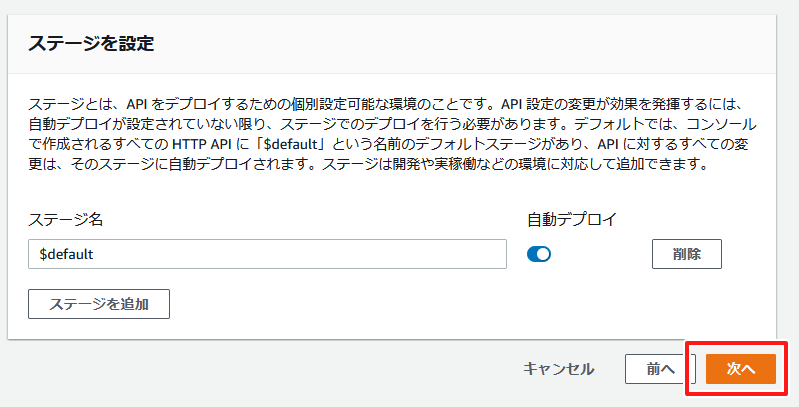 ステージを設定
ステージとは、API をデプロイするための個別設定可能な環境のことです。API 設定の変更が効果を発揮するには、
自動デプロイが設定されていない限り、ステージでのデプロイを行う必要があります。デフォルトでは、コンソール
で作成されるすべての HTTP API に「$default」という名前のデフォルトステージがあり、API に対するすべての変
更は、そのステージに自動デプロイされます。ステージは開発や実稼働などの環境に対応して追加できます。
ステージ名
自動デプロイ
$default
削除
ステージを追加
キャンセル
前へ
次へ